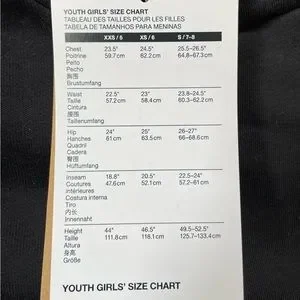 YOUTH GIRLS' SIZE CHART
TABLEAU DES TAILLES POUR LES FILLES
TABELA DE TAMANHOS PARA MENINAS
XXS / 5 XS / 6 S / 7-8
Chest 23.5" 24.5" 25.5-26.5"
Poitrine 59.7cm 62.2cm 64.8-67.3cm
Peito
Pecho
胸围
Brustumfang
Waist 22.5" 23" 23.8-24.5"
Taille 57.2cm 58.4cm 60.3-62.2cm
Cintura
腰围
Taillenumfang
Hip 24" 25" 26-27"
Hanches 61cm 63.5cm 66-68.6cm
Quadril
Cadera
臀围
Hüftumfang
Inseam 18.8" 20.5" 22.5-24"
Coutures 47.6cm 52.1cm 57.2-61cm
intérieures
Costura interna
Tiro
内长
Innennaht
Height 44" 46.5" 49.5-52.5"
Taille 111.8cm 118.1cm 125.7-133.4cm
Altura
身高
Größe
YOUTH GIRLS' SIZE CHART